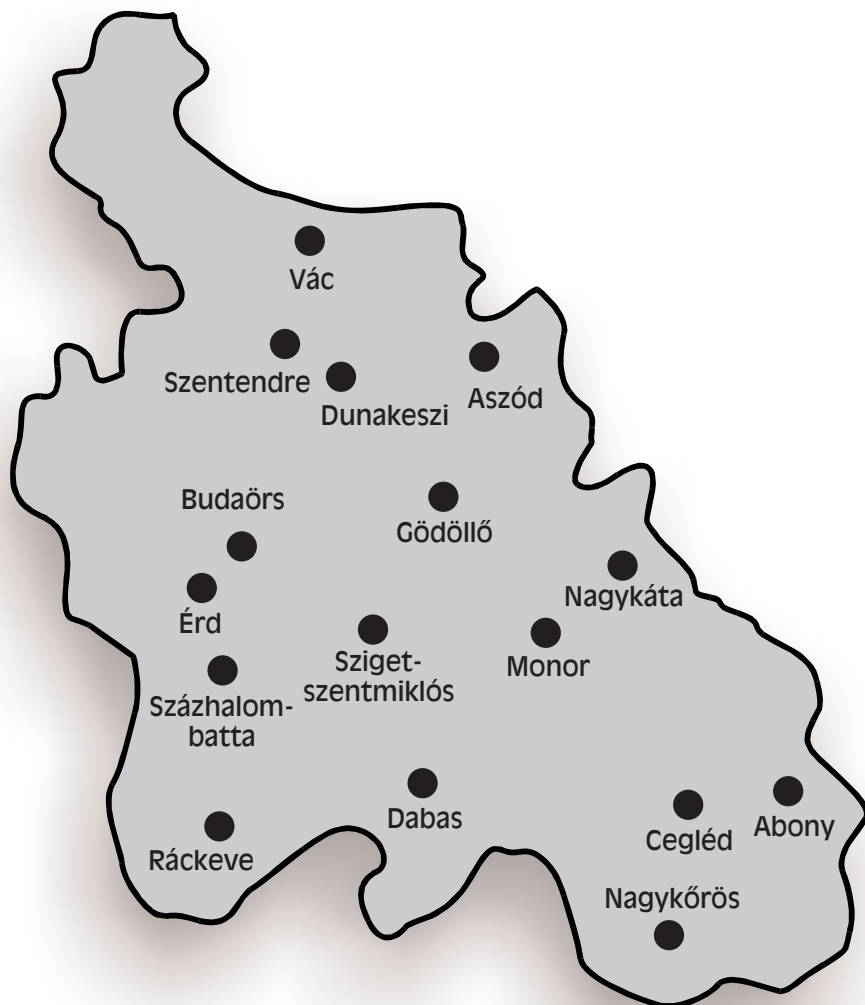 Vác
Szentendre
Dunakeszi
Aszód
Budaörs
Gödöllő
Nagykáta
Érd
Sziget-
szentmiklós
Monor
Százhalom-
batta
Dabas
Cegléd
Abony
Ráckeve
Nagykőrös